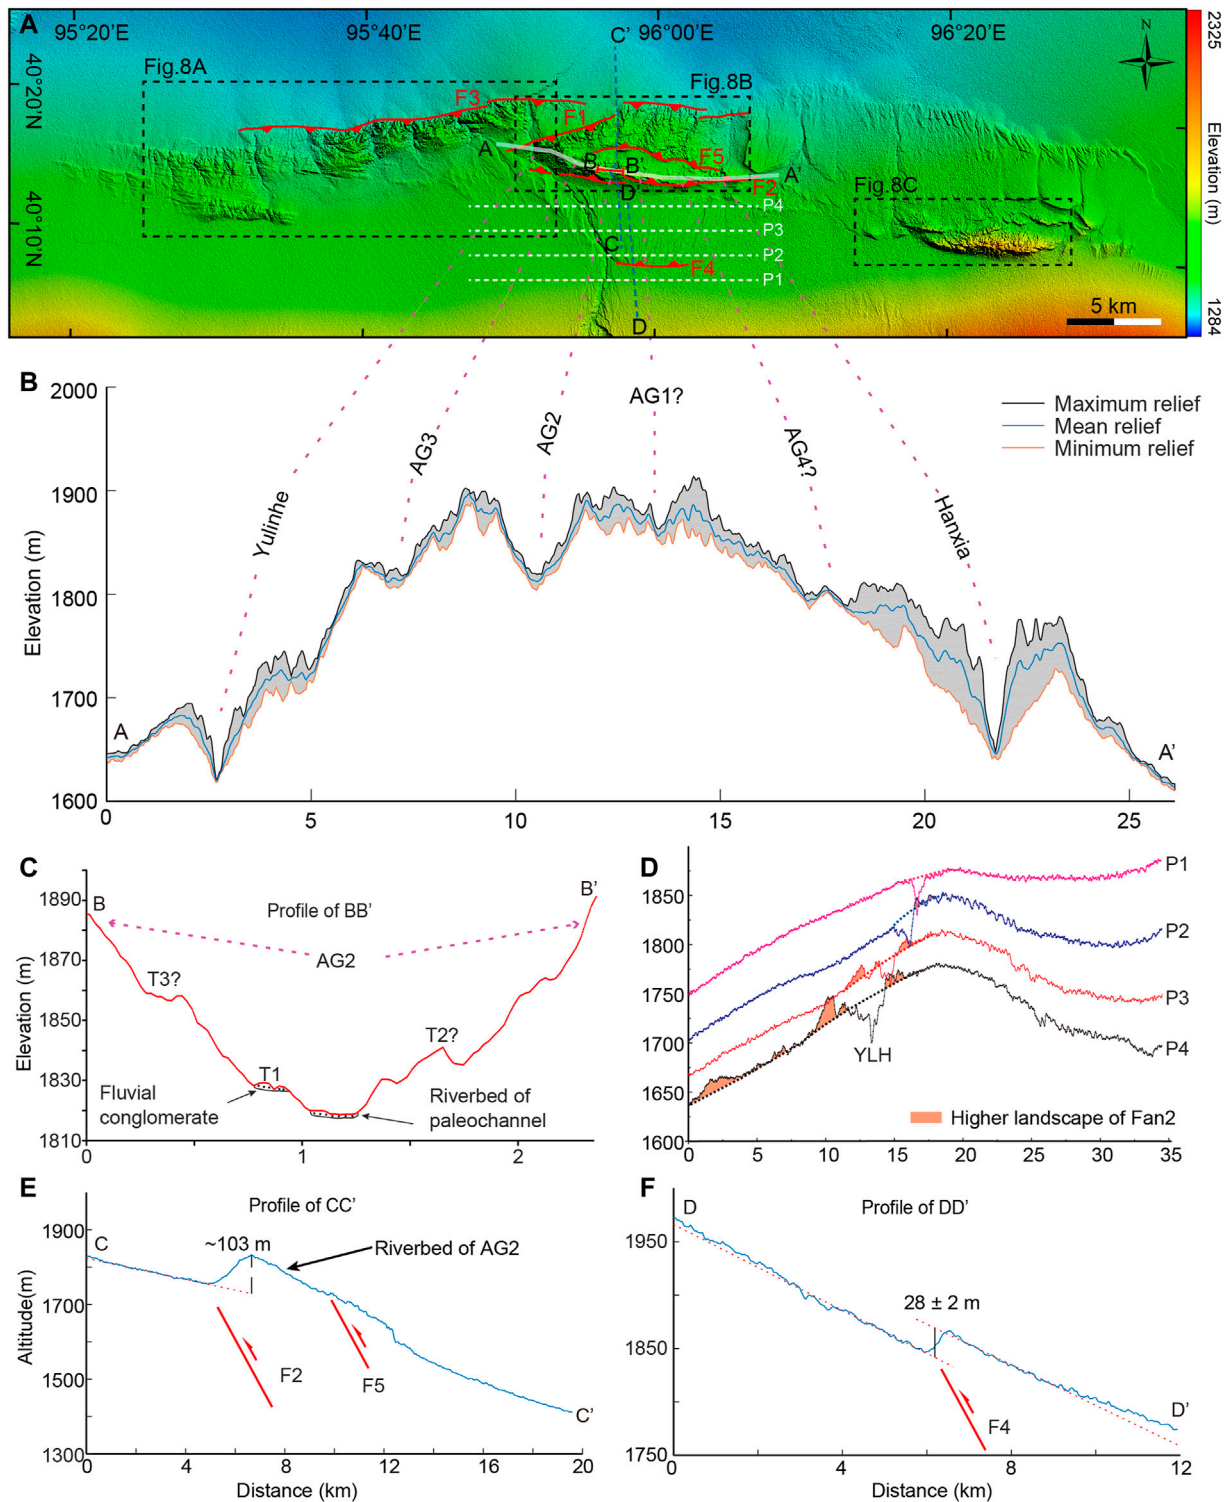 A
95°20'E
95°40'E
C'
96°00'E
96°20'E
N
2325
Elevation (m)
1284
40°20'N
40°10'N
Fig.8A
Fig.8B
Fig.8C
F3
F1
A
B
B'
F5
A'
D'
F2
P4
P3
C
P2
F4
P1
D
5 km
B
2000
1900
1800
1700
1600
Elevation (m)
Yulinhe
AG3
AG2
AG1?
AG4?
Hanxia
Maximum relief
Mean relief
Minimum relief
A
A'
0
5
10
15
20
25
C
1890
1870
1850
1830
1810
Elevation (m)
B
Profile of BB'
B'
AG2
T3?
T2?
T1
Fluvial
conglomerate
Riverbed of
paleochannel
0
1
2
D
1850
1800
1750
1700
1650
1600
P1
P2
P3
P4
YLH
Higher landscape of Fan2
0
5
10
15
20
25
30
35
E
Profile of CC'
1900
1700
1500
1300
Altitude(m)
C
~103 m
Riverbed of AG2
F2
F5
C'
0
4
8
12
16
20
Distance (km)
F
Profile of DD'
D
1950
1850
1750
28 ± 2 m
F4
D'
0
4
8
12
Distance (km)